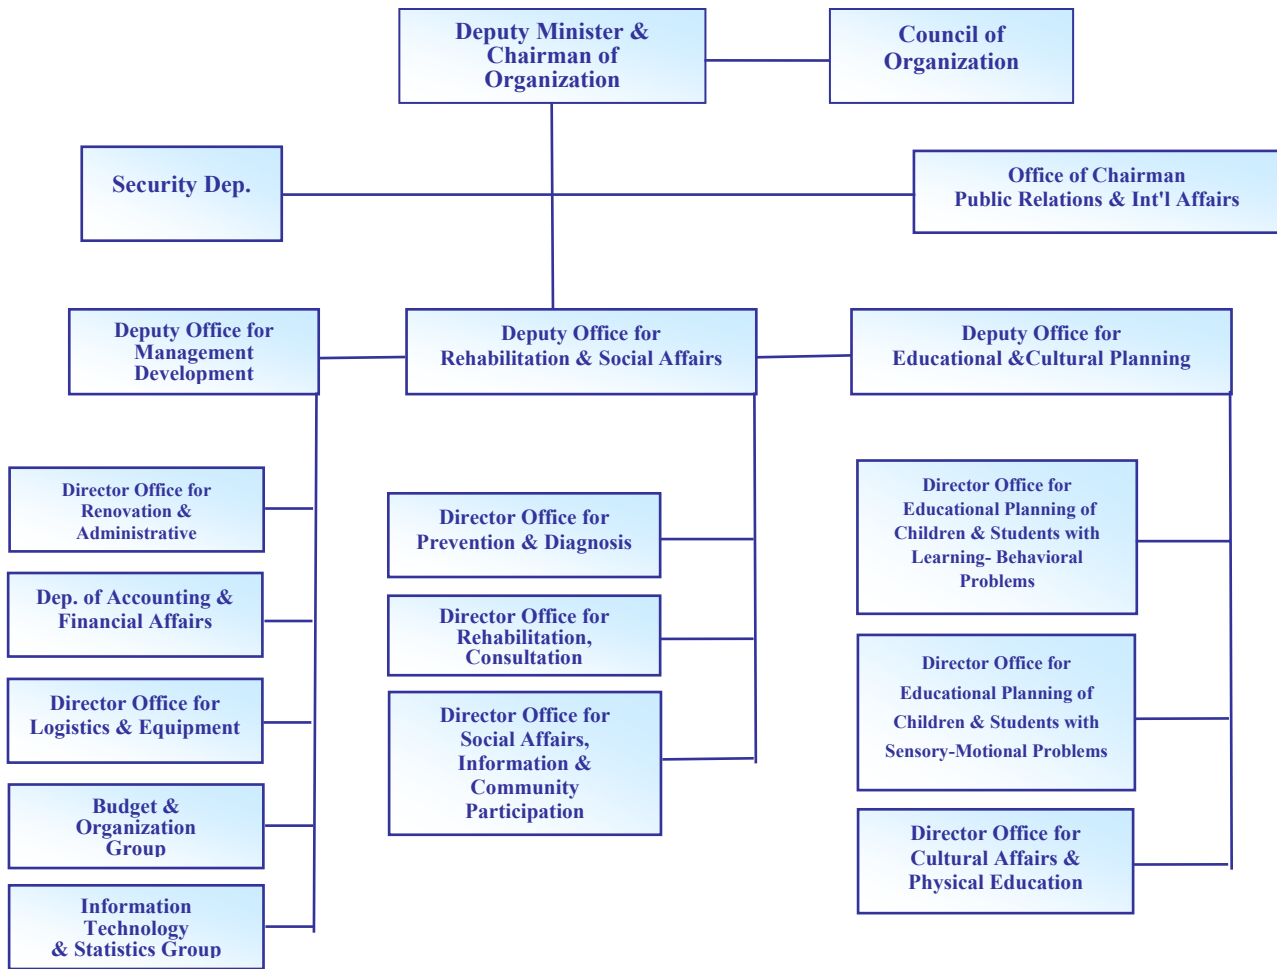 Deputy Minister &
Chairman of
Organization
Council of
Organization
Security Dep.
Office of Chairman
Public Relations & Int'l Affairs
Deputy Office for
Management
Development
Deputy Office for
Rehabilitation & Social Affairs
Deputy Office for
Educational &Cultural Planning
Director Office for
Renovation &
Administrative
Dep. of Accounting &
Financial Affairs
Director Office for
Logistics & Equipment
Budget &
Organization
Group
Information
Technology
& Statistics Group
Director Office for
Prevention & Diagnosis
Director Office for
Rehabilitation,
Consultation
Director Office for
Social Affairs,
Information &
Community
Participation
Director Office for
Educational Planning of
Children & Students with
Learning- Behavioral
Problems
Director Office for
Educational Planning of
Children & Students with
Sensory-Motional Problems
Director Office for
Cultural Affairs &
Physical Education